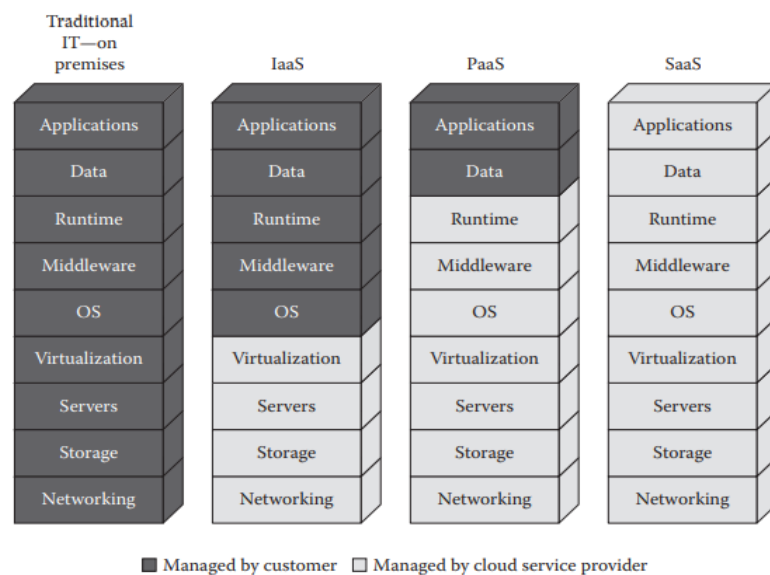 Traditional
IT—on
premises
IaaS
PaaS
SaaS
Applications
Applications
Applications
Applications
Data
Data
Data
Data
Runtime
Runtime
Runtime
Runtime
Middleware
Middleware
Middleware
Middleware
OS
OS
OS
OS
Virtualization
Virtualization
Virtualization
Virtualization
Servers
Servers
Servers
Servers
Storage
Storage
Storage
Storage
Networking
Networking
Networking
Networking
Managed by customer
Managed by cloud service provider